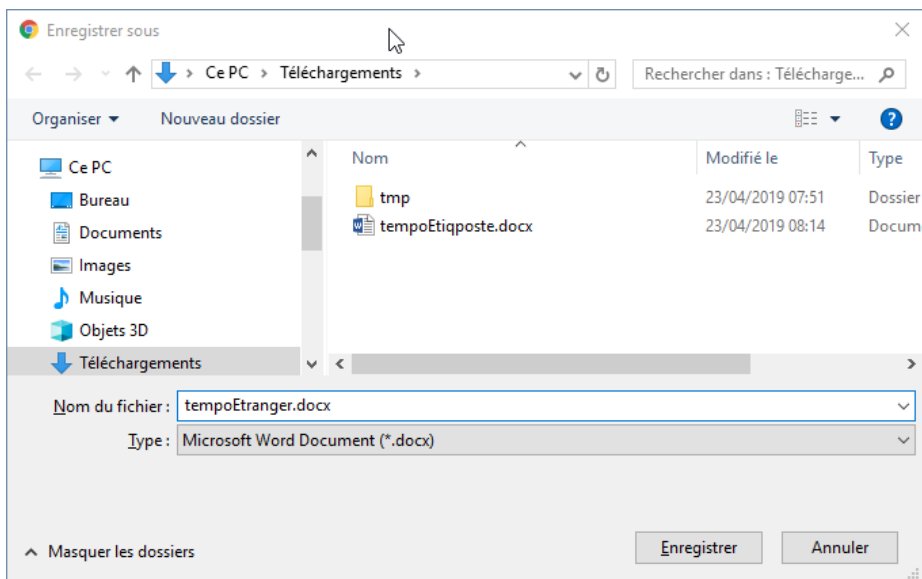 Enregistrer sous
Ce PC > Téléchargements >
Rechercher dans : Télécharge...
Organiser
Nouveau dossier
Nom
Modifié le
Type
Ce PC
Bureau
Documents
Images
Musique
Objets 3D
Téléchargements
tmp
23/04/2019 07:51
Dossier
tempoEtiqposte.docx
23/04/2019 08:14
Docum
Nom du fichier : tempoEtranger.docx
Type : Microsoft Word Document (*.docx)
Masquer les dossiers
Enregistrer
Annuler